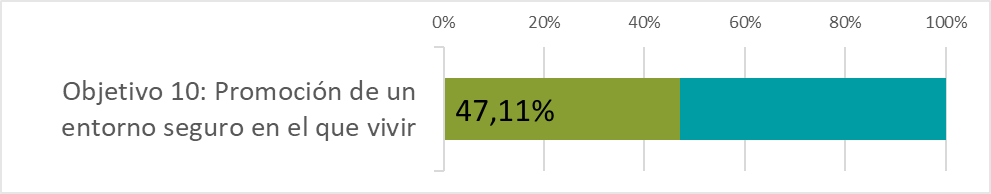 0% 20% 40% 60% 80% 100%
Objetivo 10: Promoción de un
entorno seguro en el que vivir
47,11%